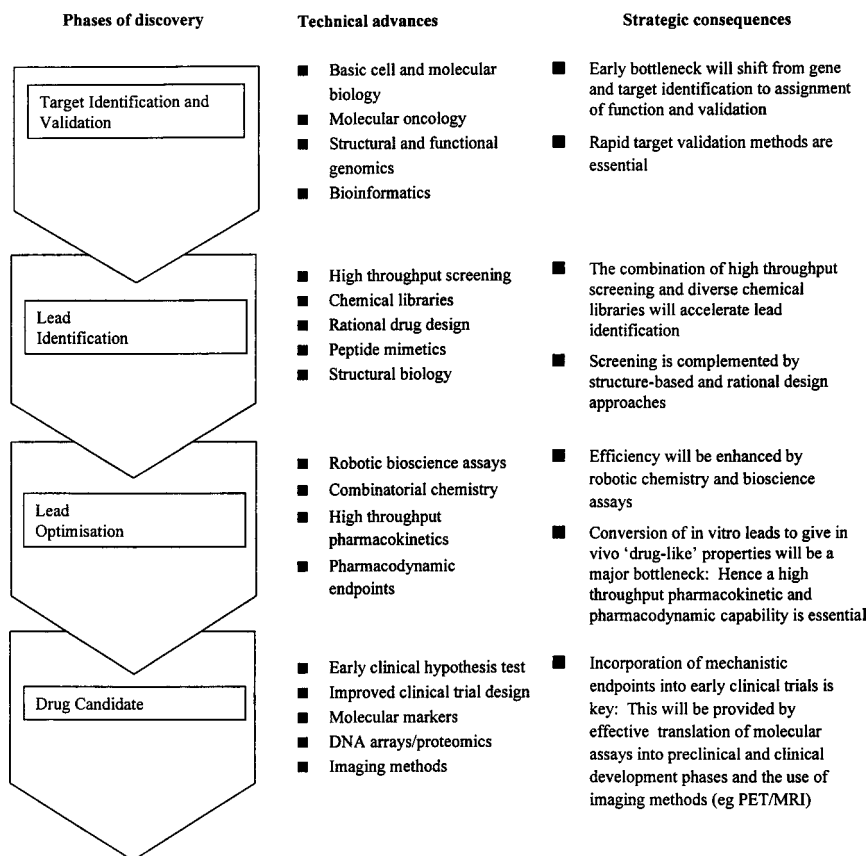 Phases of discovery
Technical advances
Strategic consequences
Target Identification and
Validation
■ Basic cell and molecular
biology
■ Molecular oncology
■ Structural and functional
genomics
■ Bioinformatics
■ Early bottleneck will shift from gene
and target identification to assignment
of function and validation
■ Rapid target validation methods are
essential
Lead
Identification
■ High throughput screening
■ Chemical libraries
■ Rational drug design
■ Peptide mimetics
■ Structural biology
■ The combination of high throughput
screening and diverse chemical
libraries will accelerate lead
identification
■ Screening is complemented by
structure-based and rational design
approaches
Lead
Optimisation
■ Robotic bioscience assays
■ Combinatorial chemistry
■ High throughput
pharmacokinetics
■ Pharmacodynamic
endpoints
■ Efficiency will be enhanced by
robotic chemistry and bioscience
assays
■ Conversion of in vitro leads to give in
vivo ‘drug-like’ properties will be a
major bottleneck: Hence a high
throughput pharmacokinetic and
pharmacodynamic capability is essential
Drug Candidate
■ Early clinical hypothesis test
■ Improved clinical trial design
■ Molecular markers
■ DNA arrays/proteomics
■ Imaging methods
■ Incorporation of mechanistic
endpoints into early clinical trials is
key: This will be provided by
effective translation of molecular
assays into preclinical and clinical
development phases and the use of
imaging methods (eg PET/MRI)